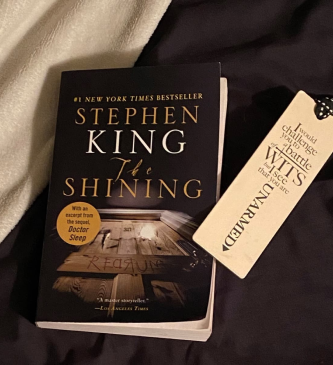 #1 NEW YORK TIMES BESTSELLER
STEPHEN
KING
The
SHINING
With an
excerpt from
the sequel,
Doctor
Sleep
"A master storyteller."
—LOS ANGELES TIMES
I would
challenge
you to
a battle
of
WITS
but I see
that you are
UNARMED